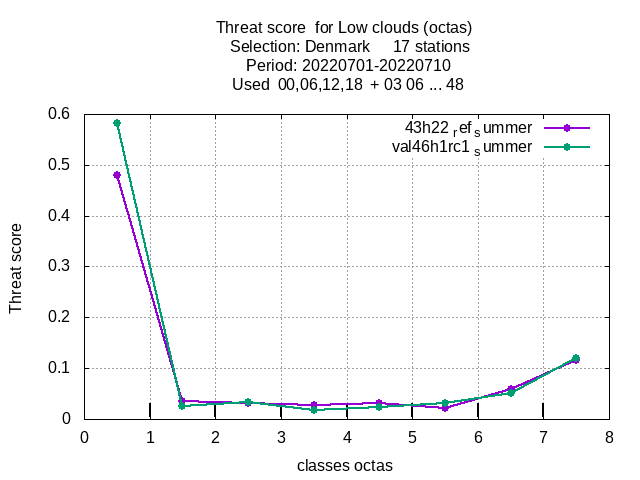 Threat score  for Low clouds (octas)
Selection: Denmark     17 stations
Period: 20220701-20220710
Used  00,06,12,18  + 03 06 ... 48
43h22 ref summer
val46h1rc1 summer
0.6
0.5
0.4
0.3
0.2
0.1
0
Threat score
0 1 2 3 4 5 6 7 8
classes octas